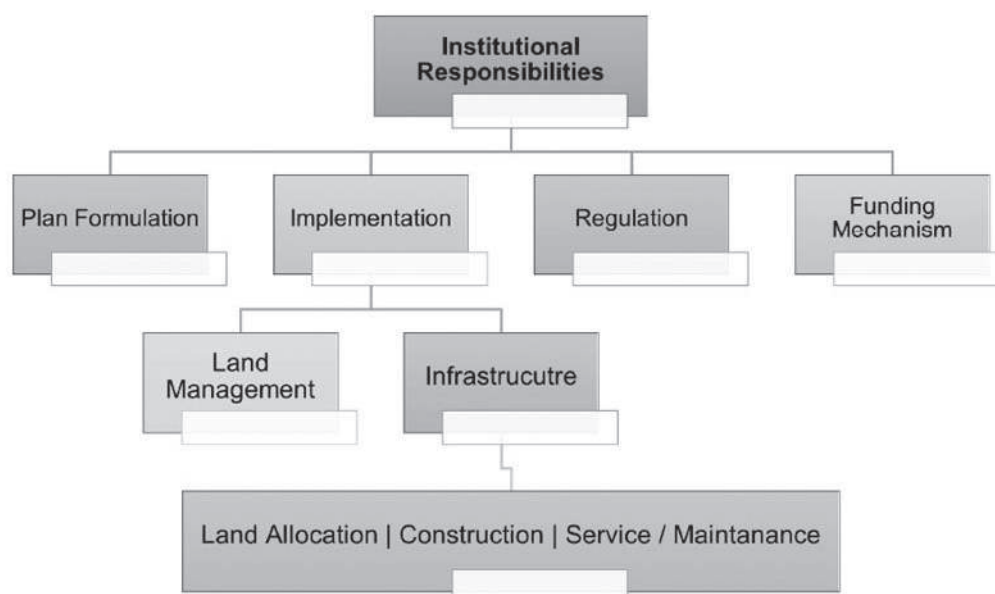 Institutional
Responsibilities
Plan Formulation
Implementation
Regulation
Funding
Mechanism
Land
Management
Infrastrucutre
Land Allocation | Construction | Service / Maintanance